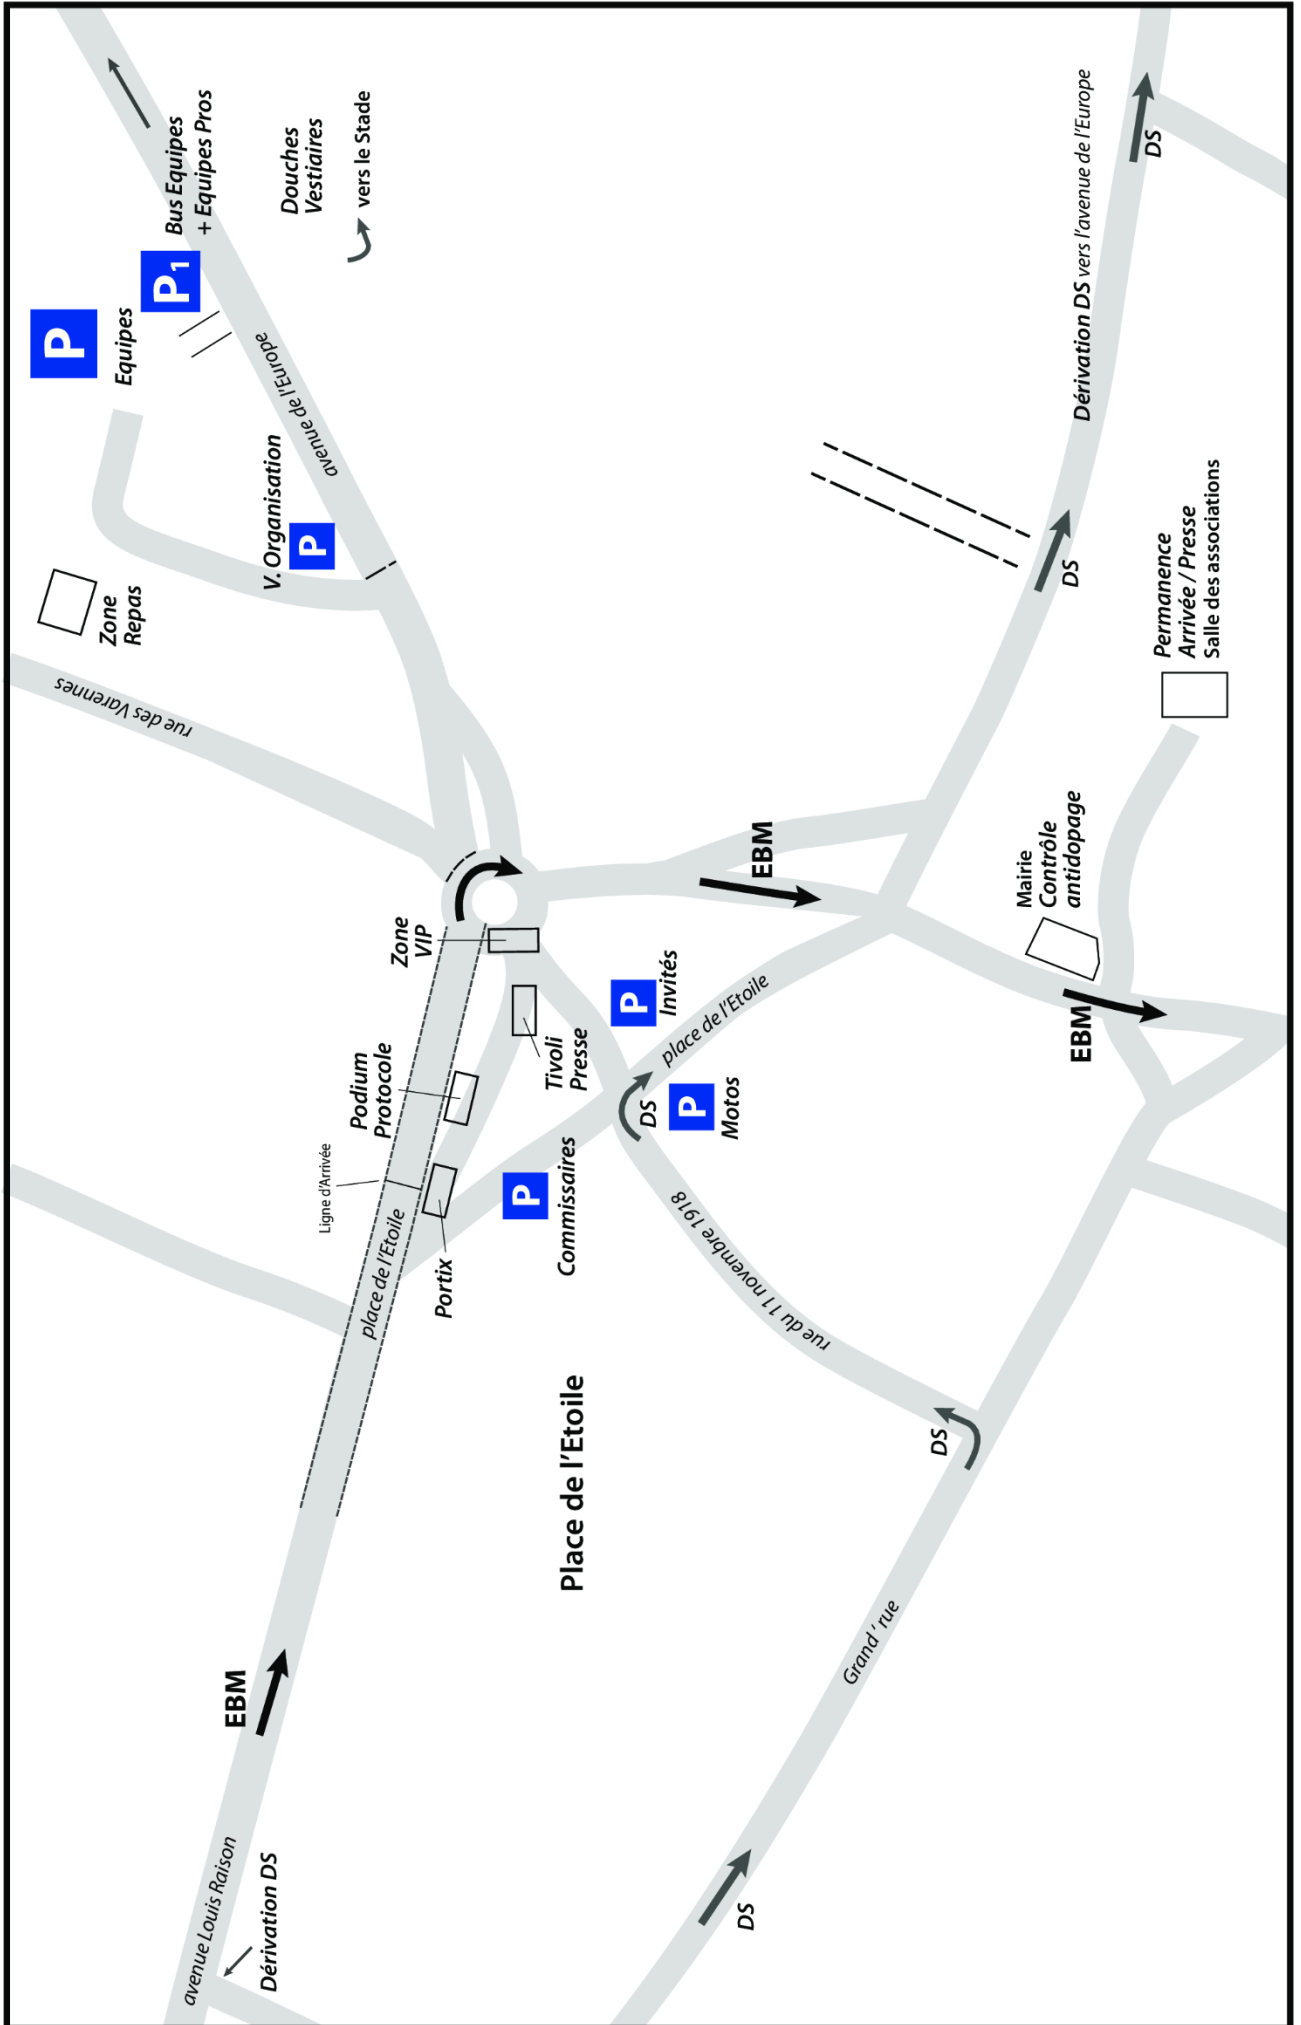 P
Equipes
P1
Bus Equipes
+ Equipes Pros
Douches
Vestiaires
vers le Stade
avenue de l'Europe
V. Organisation
P
Zone
Repas
rue des Varennes
Zone
VIP
Podium
Protocole
Ligne d'Arrivée
place de l'Etoile
Portix
Tivoli
Presse
P
Commissaires
P
Invités
place de l'Etoile
DS
P
Motos
rue du 11 novembre 1918
Place de l'Etoile
EBM
avenue Louis Raison
Dérivation DS
DS
Grand'rue
DS
EBM
EBM
Mairie
Contrôle
antidopage
Permanence
Arrivée / Presse
Salle des associations
DS
Dérivation DS vers l'avenue de l'Europe
DS